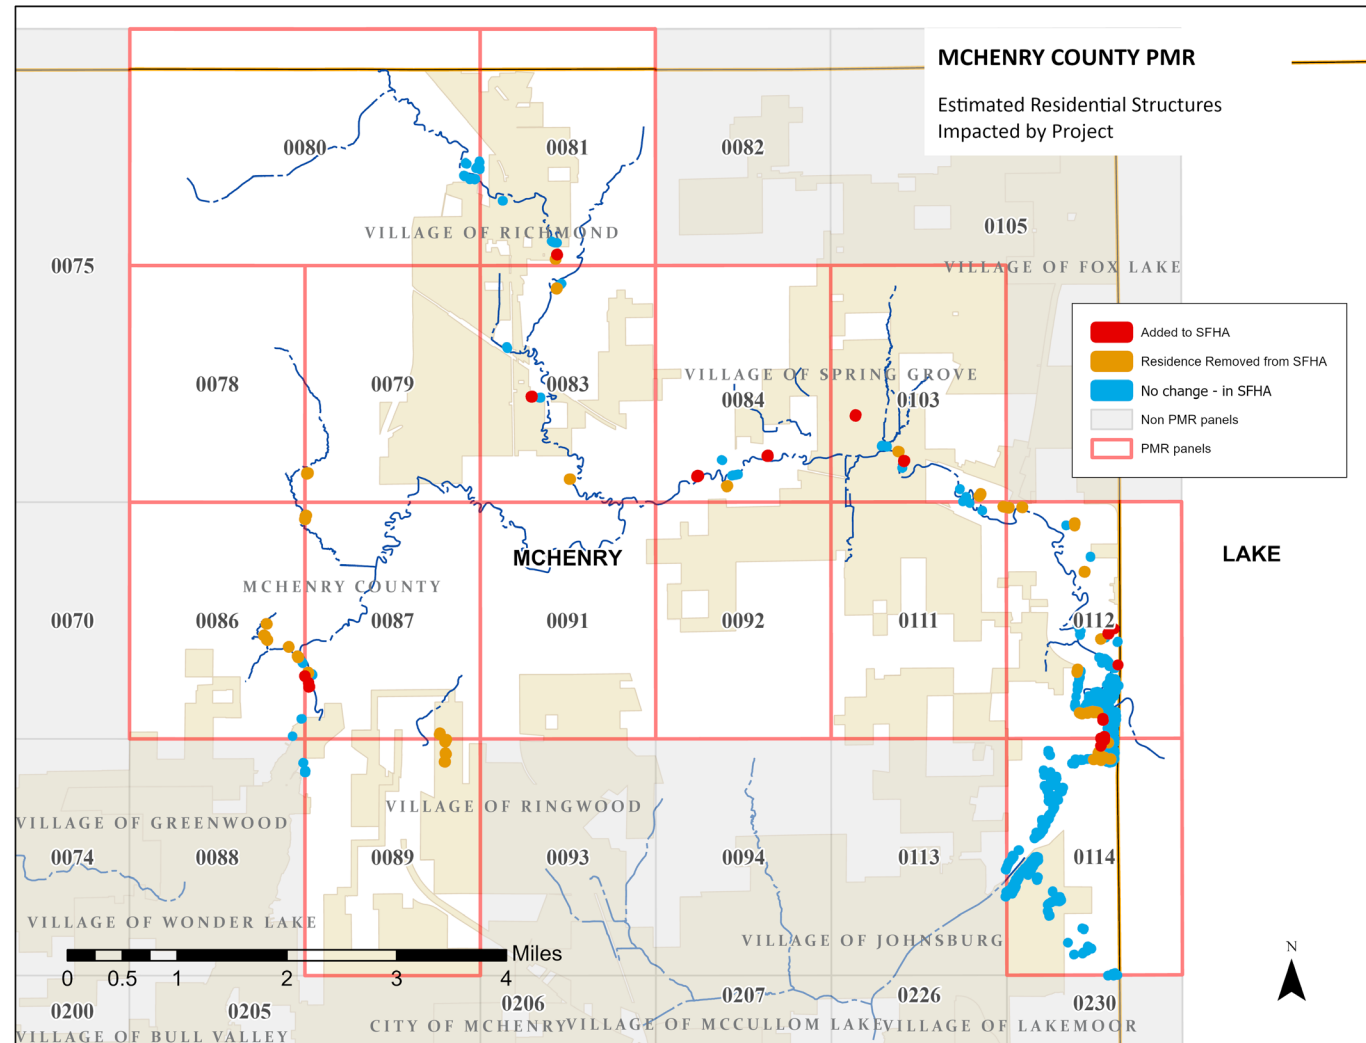 MCHENRY COUNTY PMR
Estimated Residential Structures
Impacted by Project
0080
0081
0082
0105
VILLAGE OF RICHMOND
0075
VILLAGE OF FOX LAKE
Added to SFHA
Residence Removed from SFHA
No change - in SFHA
Non PMR panels
PMR panels
0078
0079
0083
VILLAGE OF SPRING GROVE
0084
0103
MCHENRY
LAKE
MCHENRY COUNTY
0070
0086
0087
0091
0092
0111
0112
VILLAGE OF RINGWOOD
VILLAGE OF GREENWOOD
0074
0088
0089
0093
0094
0113
0114
VILLAGE OF WONDER LAKE
VILLAGE OF JOHNSBURG
Miles
0 0.5 1 2 3 4
N
0200
0205
0206
0207
0226
0230
VILLAGE OF BULL VALLEY
CITY OF MCHENRY
VILLAGE OF MCCULLOM LAKE
VILLAGE OF LAKEMOOR